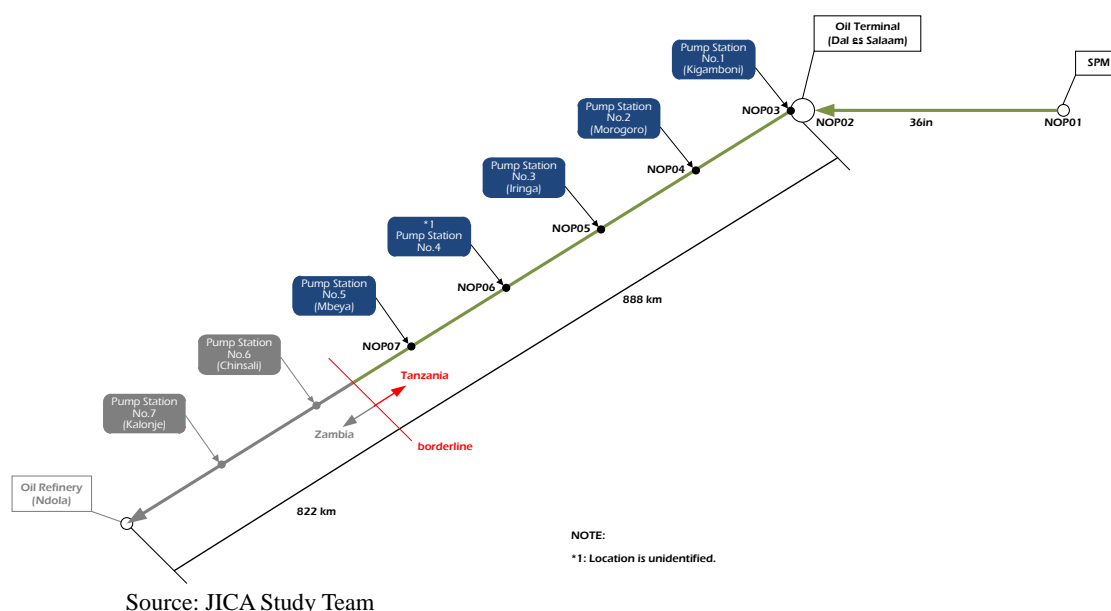 Oil Terminal
(Dal es Salaam)
SPM
Pump Station
No.1
(Kigamboni)
NOP03
NOP02
36in
NOP01
Pump Station
No.2
(Morogoro)
NOP04
Pump Station
No.3
(Iringa)
NOP05
*1
Pump Station
No.4
NOP06
888 km
Pump Station
No.5
(Mbeya)
NOP07
Pump Station
No.6
(Chinsali)
Tanzania
Zambia
borderline
Pump Station
No.7
(Kalonje)
Oil Refinery
(Ndola)
822 km
NOTE:
*1: Location is unidentified.
Source: JICA Study Team